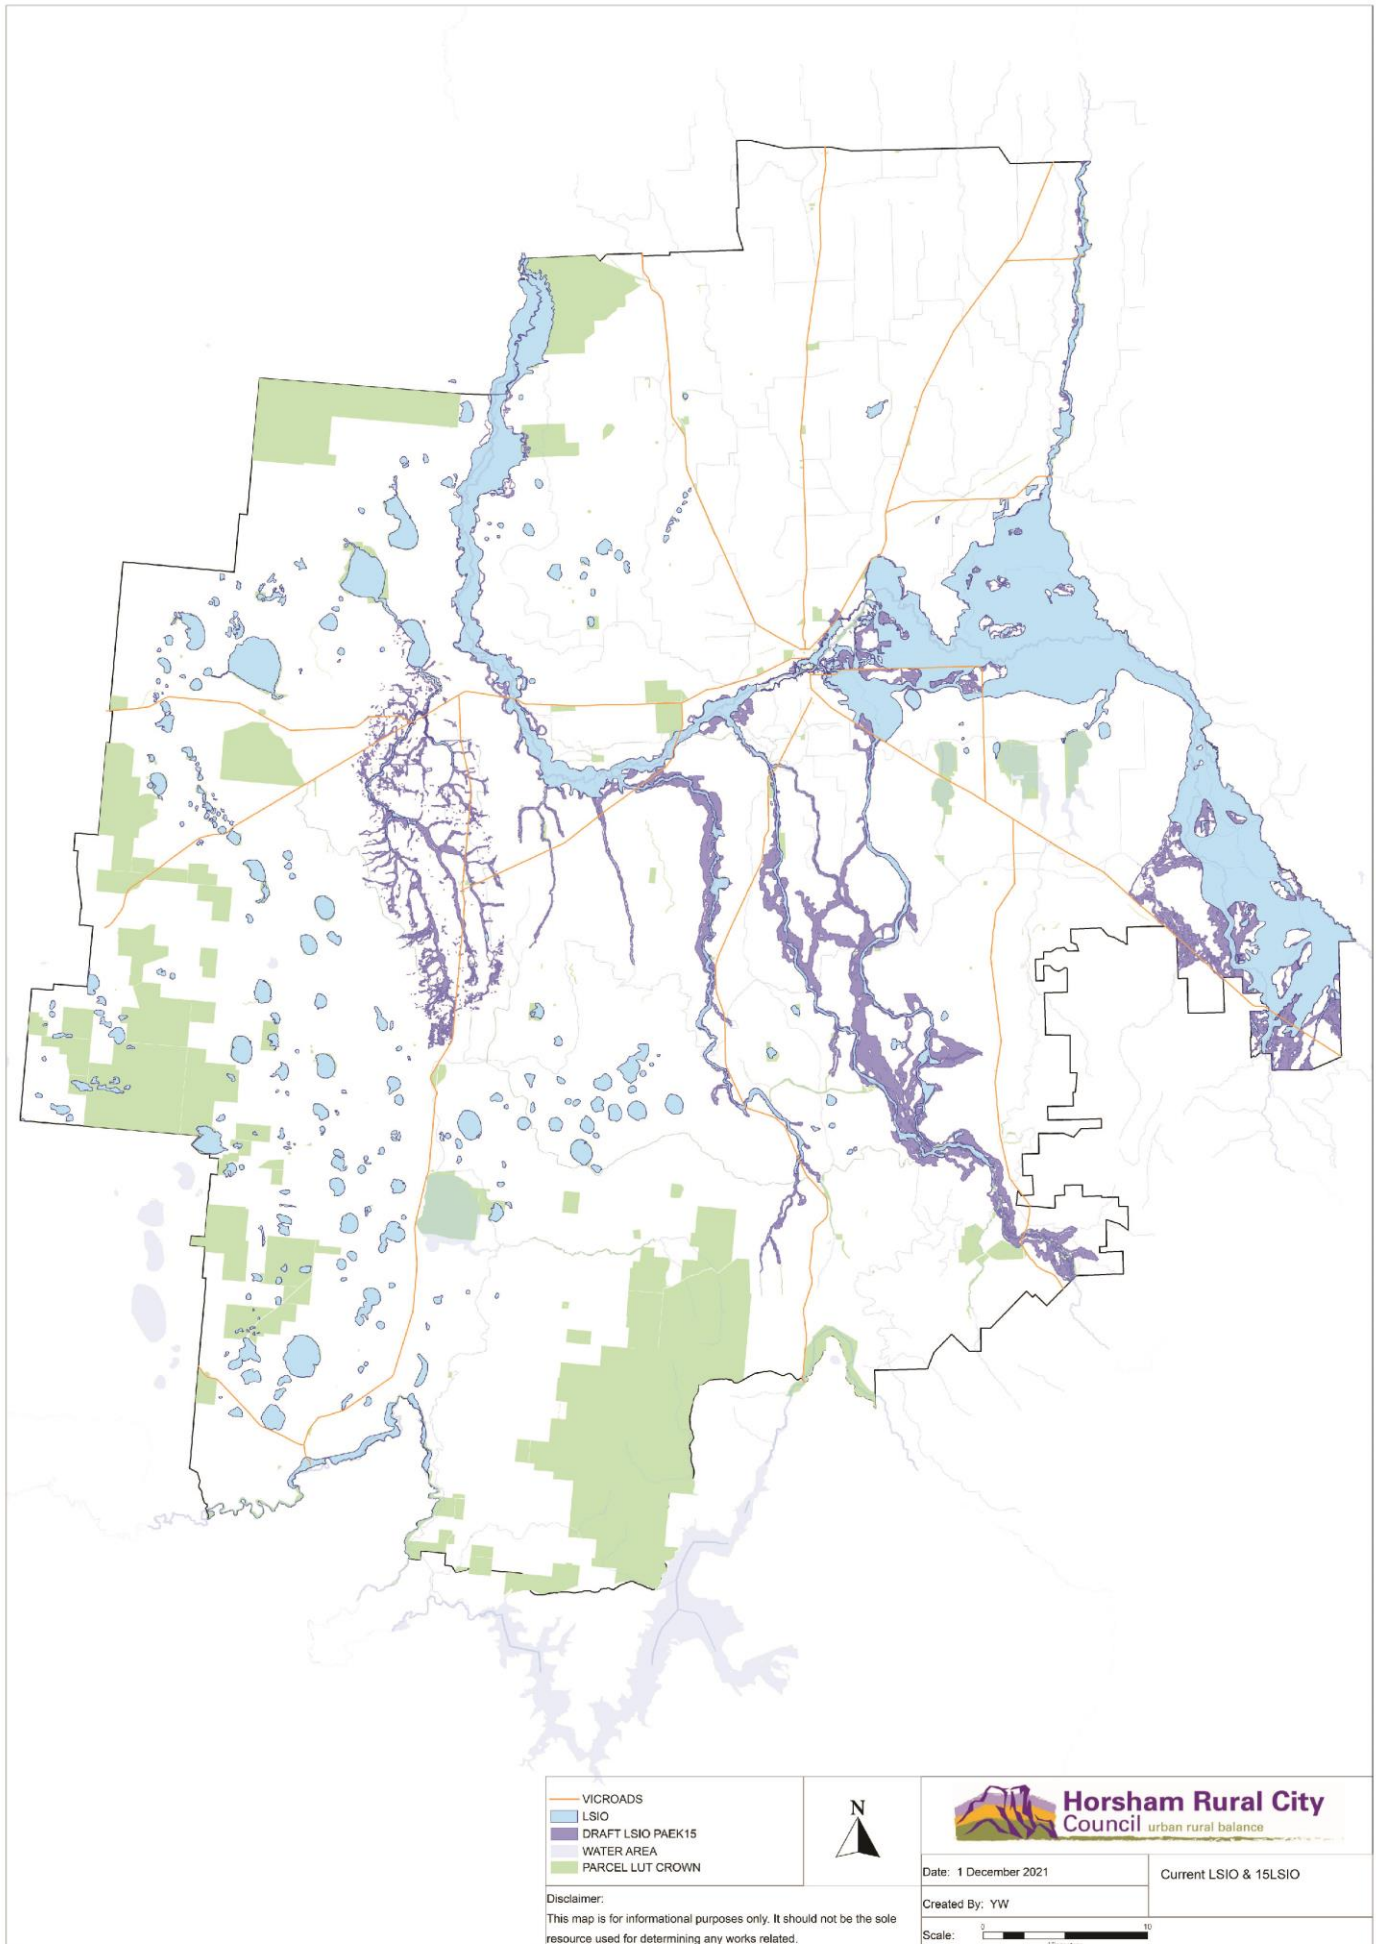 VICROADS
LSIO
DRAFT LSIO PAEK15
WATER AREA
PARCEL LUT CROWN
N
Horsham Rural City
Council urban rural balance
Disclaimer:
This map is for informational purposes only. It should not be the sole
resource used for determining any works related.
Date: 1 December 2021
Current LSIO & 15LSIO
Created By: YW
Scale: 0 10